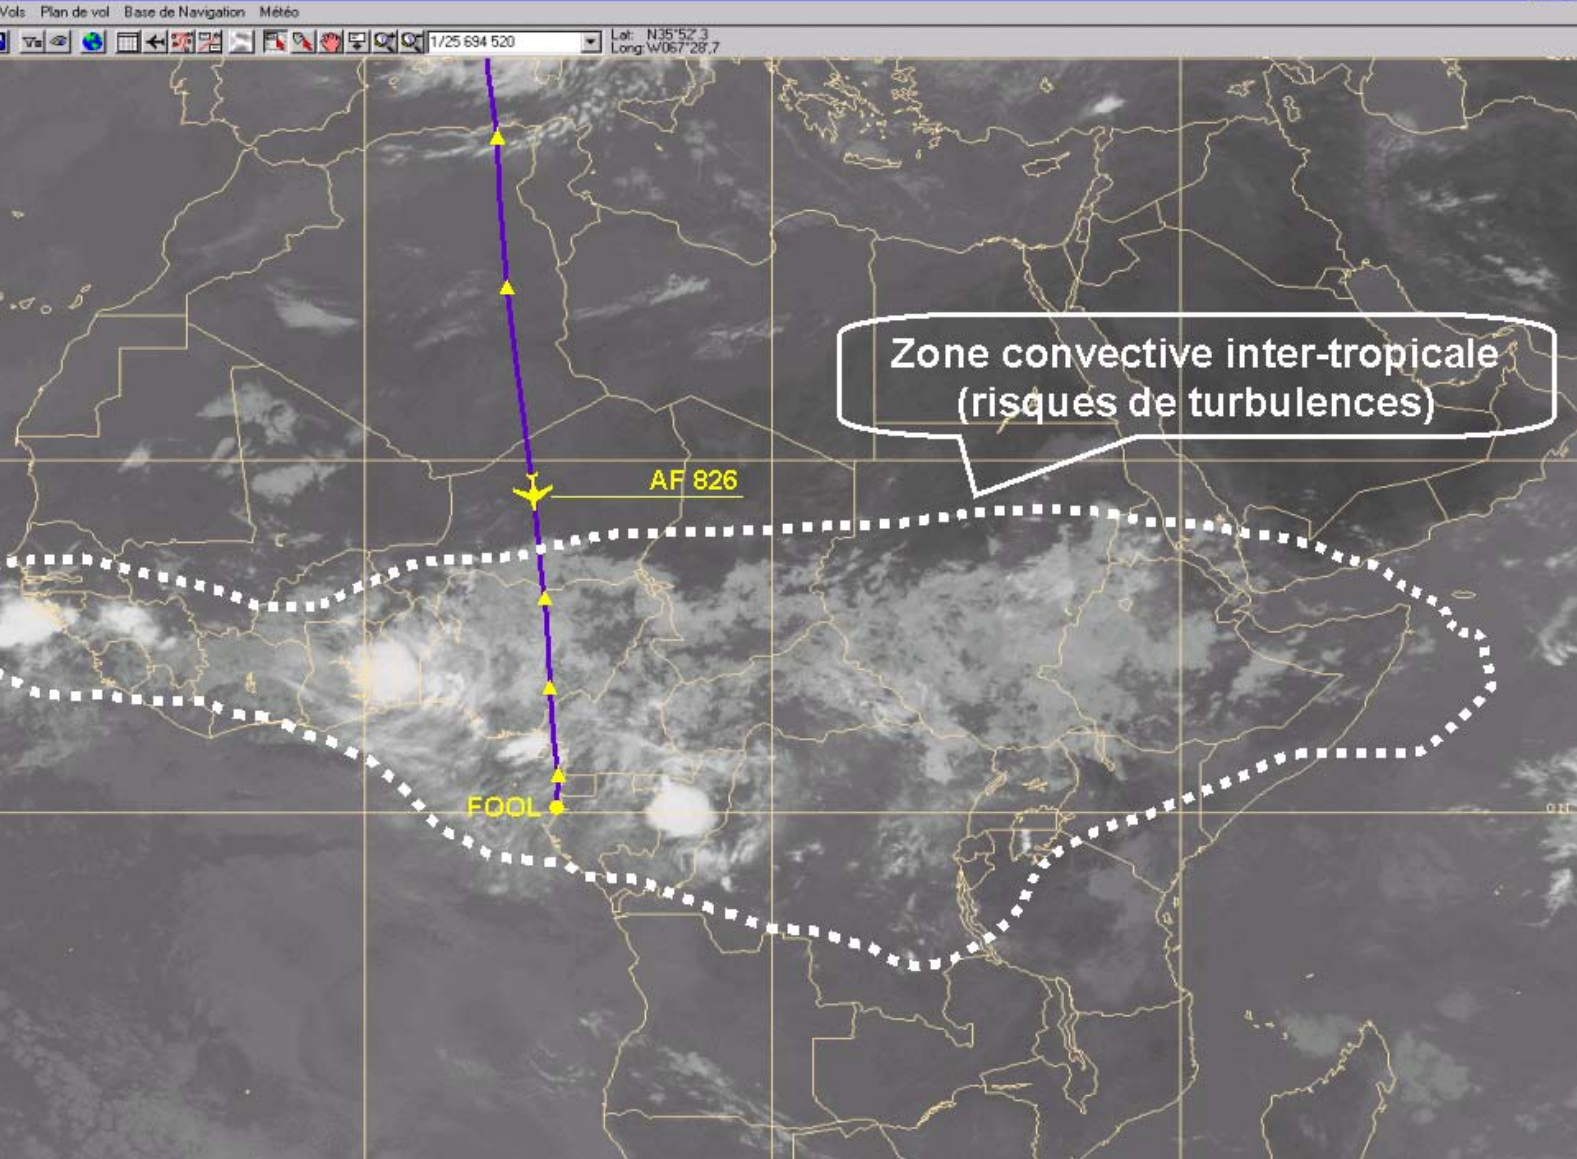 Vols Plan de vol Base de Navigation Météo
1/25 694 520
Lat: N35°52',3
Long: W067°28',7
Zone convective inter-tropicale
(risques de turbulences)
AF 826
FOOL